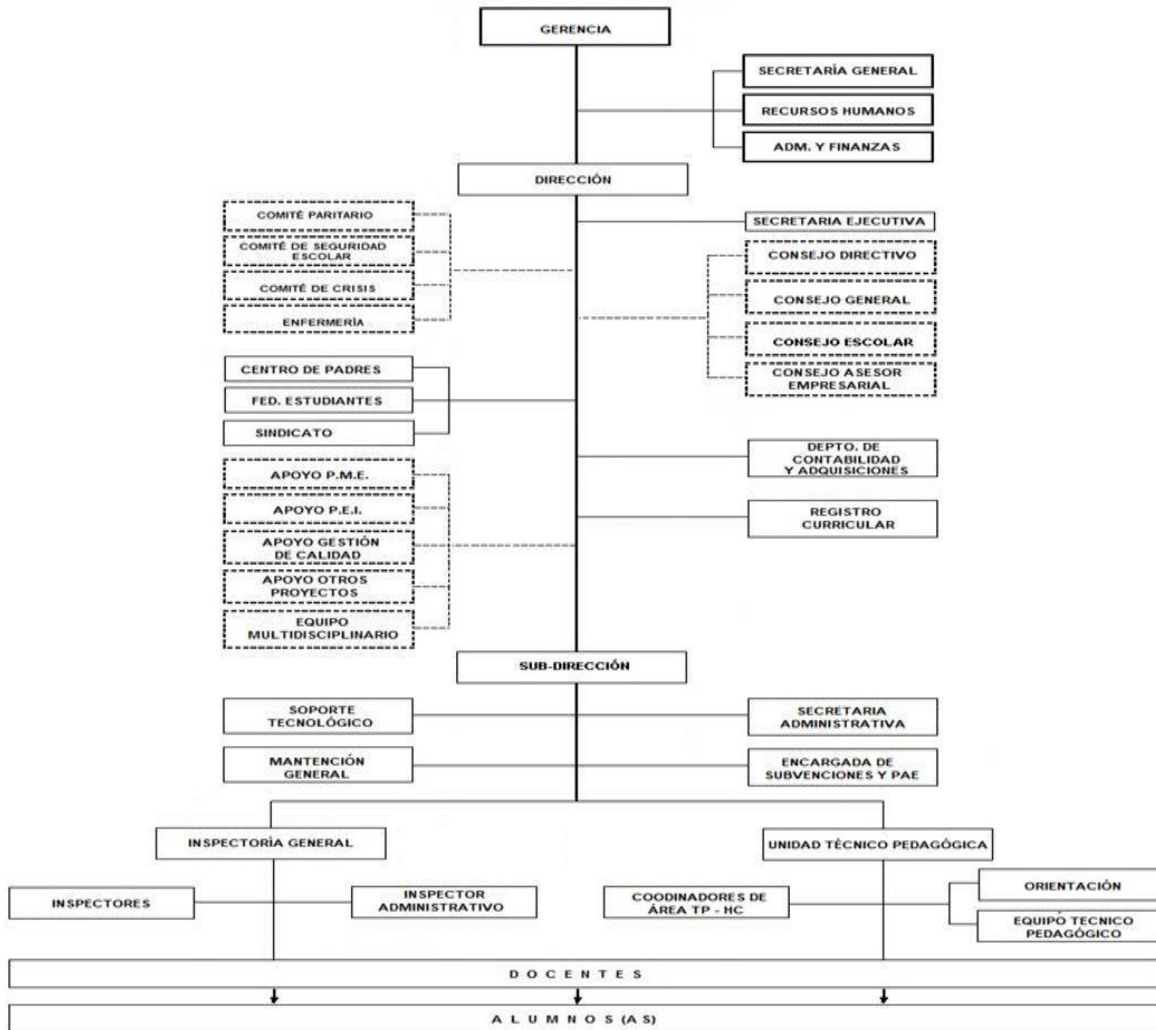 GERENCIA
SECRETARÍA GENERAL
RECURSOS HUMANOS
ADM. Y FINANZAS
DIRECCIÓN
COMITÉ PARITARIO
COMITÉ DE SEGURIDAD
ESCOLAR
COMITÉ DE CRISIS
ENFERMERÍA
SECRETARIA EJECUTIVA
CONSEJO DIRECTIVO
CONSEJO GENERAL
CONSEJO ESCOLAR
CONSEJO ASESOR
EMPRESARIAL
CENTRO DE PADRES
FED. ESTUDIANTES
SINDICATO
DEPTO. DE
CONTABILIDAD
Y ADQUISICIONES
REGISTRO
CURRICULAR
APOYO P.M.E.
APOYO P.E.I.
APOYO GESTIÓN
DE CALIDAD
APOYO OTROS
PROYECTOS
EQUIPO
MULTIDISCIPLINARIO
SUB-DIRECCIÓN
SOPORTE
TECNOLÓGICO
SECRETARIA
ADMINISTRATIVA
MANTENCIÓN
GENERAL
ENCARGADA DE
SUBVENCIONES Y PAE
INSPECTORÍA GENERAL
UNIDAD TÉCNICO PEDAGÓGICA
INSPECTORES
INSPECTOR
ADMINISTRATIVO
COODINADORES DE
ÁREA TP - HC
ORIENTACIÓN
EQUIPÓ TECNICO
PEDAGÓGICO
D O C E N T E S
A L U M N O S (AS)